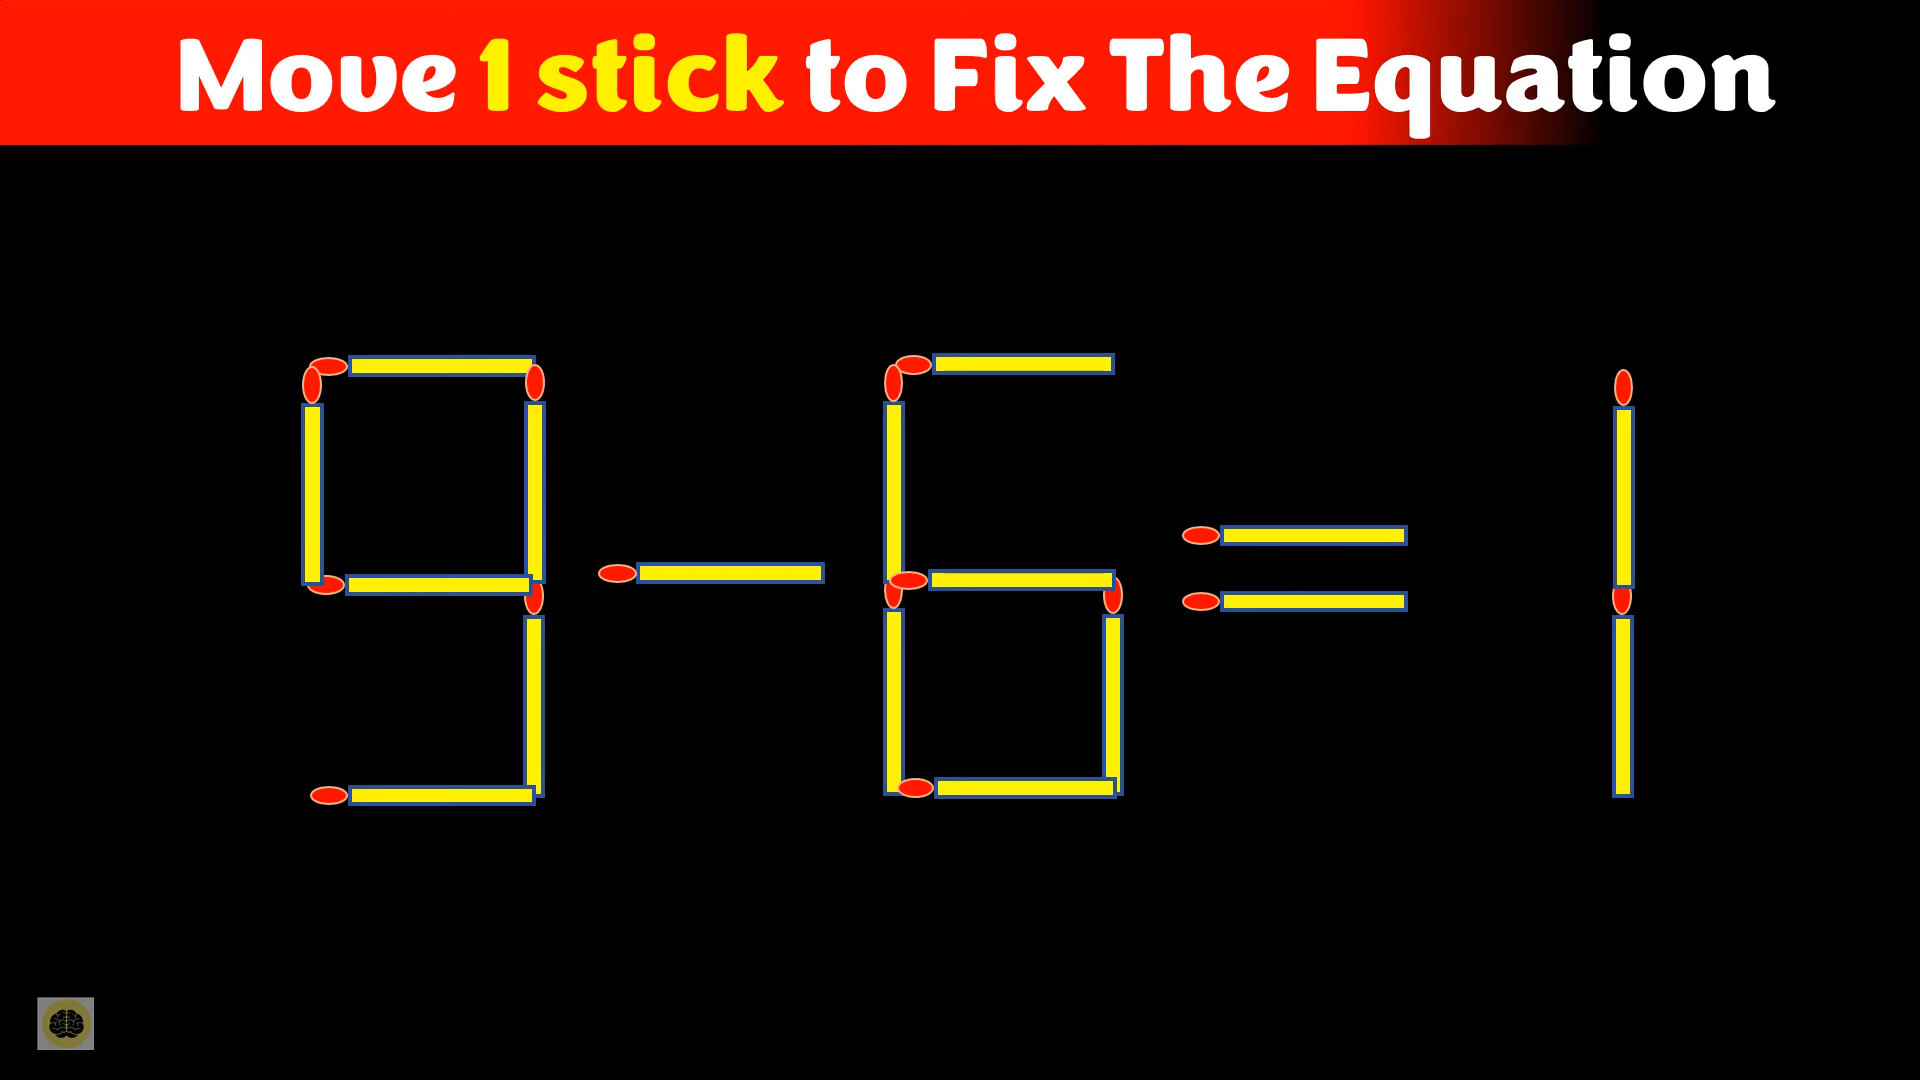 Move 1 stick to Fix The Equation
9 - 6 = 1